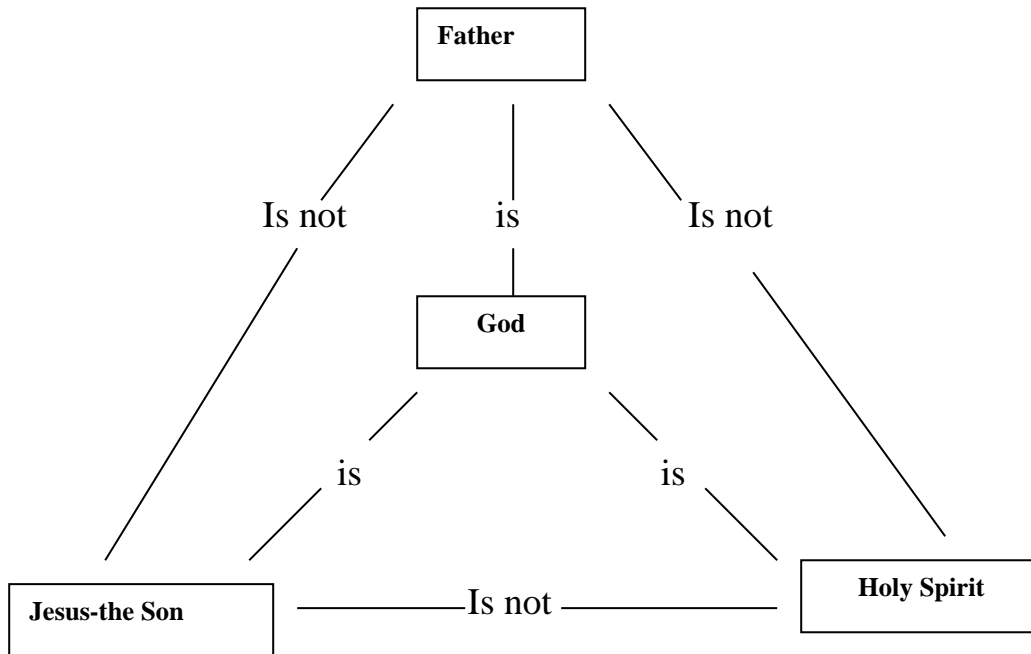 Father
Is not is Is not
God
is is
Jesus-the Son Is not Holy Spirit